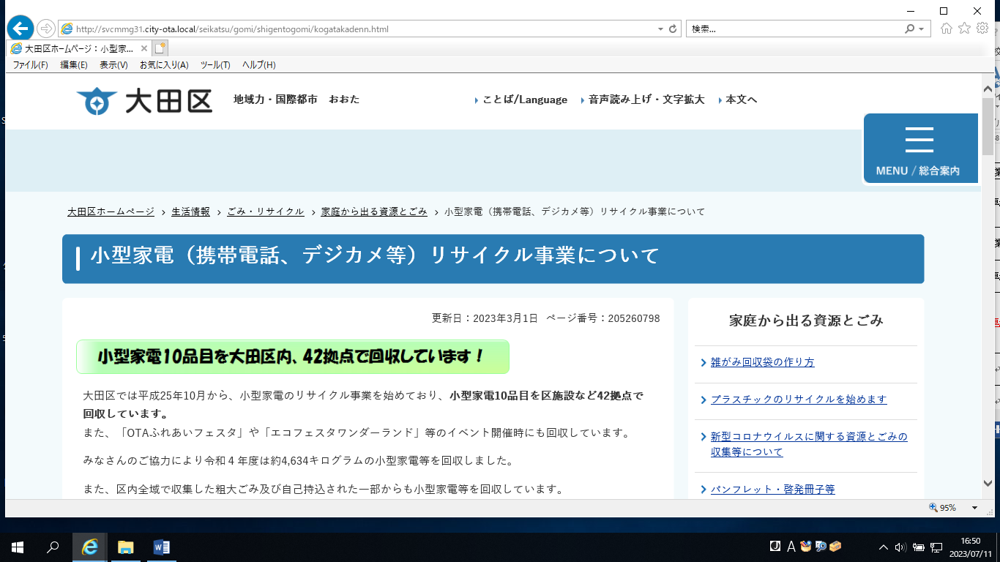 http://svcmmg31.city-ota.local/seikatsu/gomi/shigentogomi/kogatakadenn.html
検索...
大田区ホームページ：小型家...
ファイル(F) 編集(E) 表示(V) お気に入り(A) ツール(T) ヘルプ(H)
大田区 地域力・国際都市 おおた ことば/Language 音声読み上げ・文字拡大 本文へ
MENU / 総合案内
大田区ホームページ > 生活情報 > ごみ・リサイクル > 家庭から出る資源とごみ > 小型家電（携帯電話、デジカメ等）リサイクル事業について
小型家電（携帯電話、デジカメ等）リサイクル事業について
更新日：2023年3月1日 ページ番号：205260798
小型家電10品目を大田区内、42拠点で回収しています！
大田区では平成25年10月から、小型家電のリサイクル事業を始めており、小型家電10品目を区施設など42拠点で
回収しています。
また、「OTAふれあいフェスタ」や「エコフェスタワンダーランド」等のイベント開催時にも回収しています。
みなさんのご協力により令和４年度は約4,634キログラムの小型家電等を回収しました。
また、区内全域で収集した粗大ごみ及び自己持込された一部からも小型家電等を回収しています。
家庭から出る資源とごみ
雑がみ回収袋の作り方
プラスチックのリサイクルを始めます
新型コロナウイルスに関する資源とごみの
収集等について
パンフレット・啓発冊子等
95%
A
16:50
2023/07/11